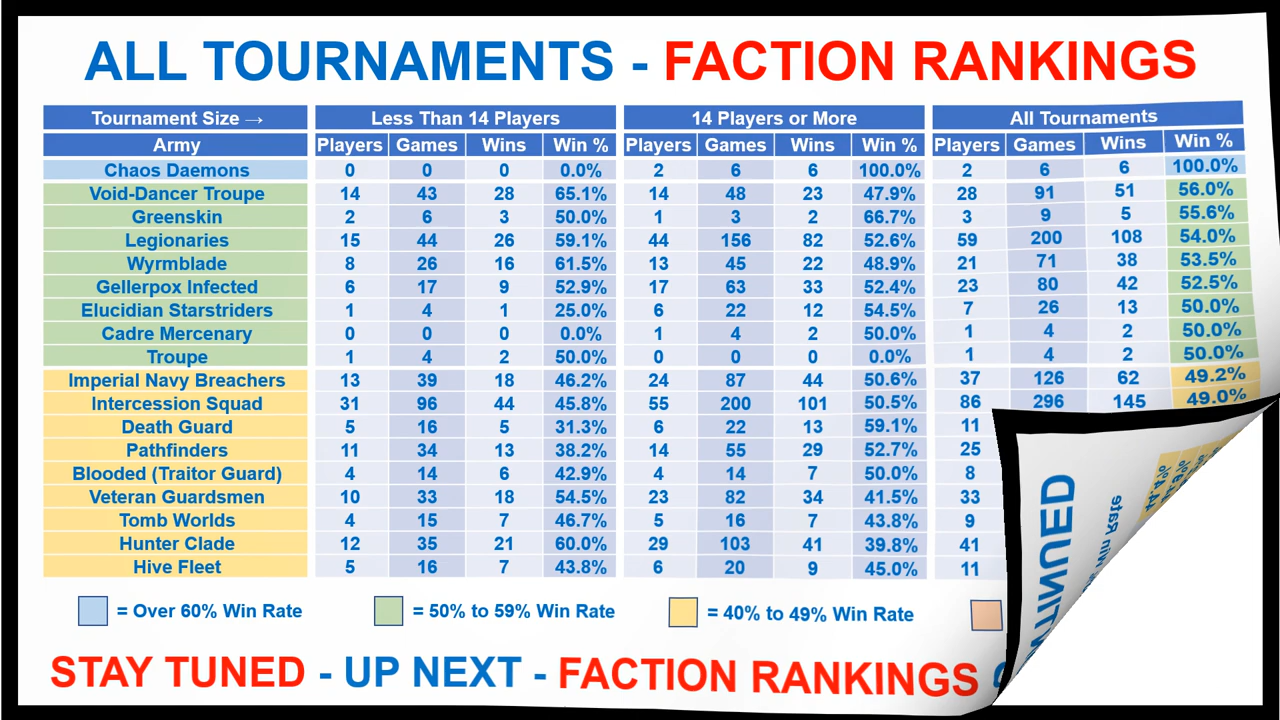 ALL TOURNAMENTS - FACTION RANKINGS
Tournament Size → Less Than 14 Players 14 Players or More All Tournaments
Army Players Games Wins Win % Players Games Wins Win % Players Games Wins Win %
Chaos Daemons 0 0 0 0.0% 2 6 6 100.0% 2 6 6 100.0%
Void-Dancer Troupe 14 43 28 65.1% 14 48 23 47.9% 28 91 51 56.0%
Greenskin 2 6 3 50.0% 1 3 2 66.7% 3 9 5 55.6%
Legionaries 15 44 26 59.1% 44 156 82 52.6% 59 200 108 54.0%
Wyrmblade 8 26 16 61.5% 13 45 22 48.9% 21 71 38 53.5%
Gellerpox Infected 6 17 9 52.9% 17 63 33 52.4% 23 80 42 52.5%
Elucidian Starstriders 1 4 1 25.0% 6 22 12 54.5% 7 26 13 50.0%
Cadre Mercenary 0 0 0 0.0% 1 4 2 50.0% 1 4 2 50.0%
Troupe 1 4 2 50.0% 0 0 0 0.0% 1 4 2 50.0%
Imperial Navy Breachers 13 39 18 46.2% 24 87 44 50.6% 37 126 62 49.2%
Intercession Squad 31 96 44 45.8% 55 200 101 50.5% 86 296 145 49.0%
Death Guard 5 16 5 31.3% 6 22 13 59.1% 11
Pathfinders 11 34 13 38.2% 14 55 29 52.7% 25
Blooded (Traitor Guard) 4 14 6 42.9% 4 14 7 50.0% 8
Veteran Guardsmen 10 33 18 54.5% 23 82 34 41.5% 33
Tomb Worlds 4 15 7 46.7% 5 16 7 43.8% 9
Hunter Clade 12 35 21 60.0% 29 103 41 39.8% 41
Hive Fleet 5 16 7 43.8% 6 20 9 45.0% 11
= Over 60% Win Rate = 50% to 59% Win Rate = 40% to 49% Win Rate
Win Rate
STAY TUNED - UP NEXT - FACTION RANKINGS